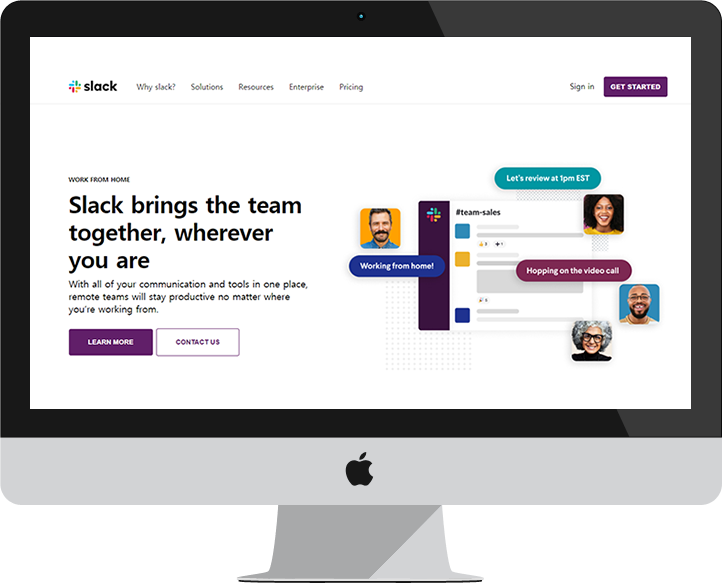 slack
Why slack?
Solutions
Resources
Enterprise
Pricing
Sign in
GET STARTED
WORK FROM HOME
Slack brings the team
together, wherever
you are
With all of your communication and tools in one place,
remote teams will stay productive no matter where
you're working from.
LEARN MORE
CONTACT US
Let's review at 1pm EST
#team-sales
3
1
Working from home!
Hopping on the video call